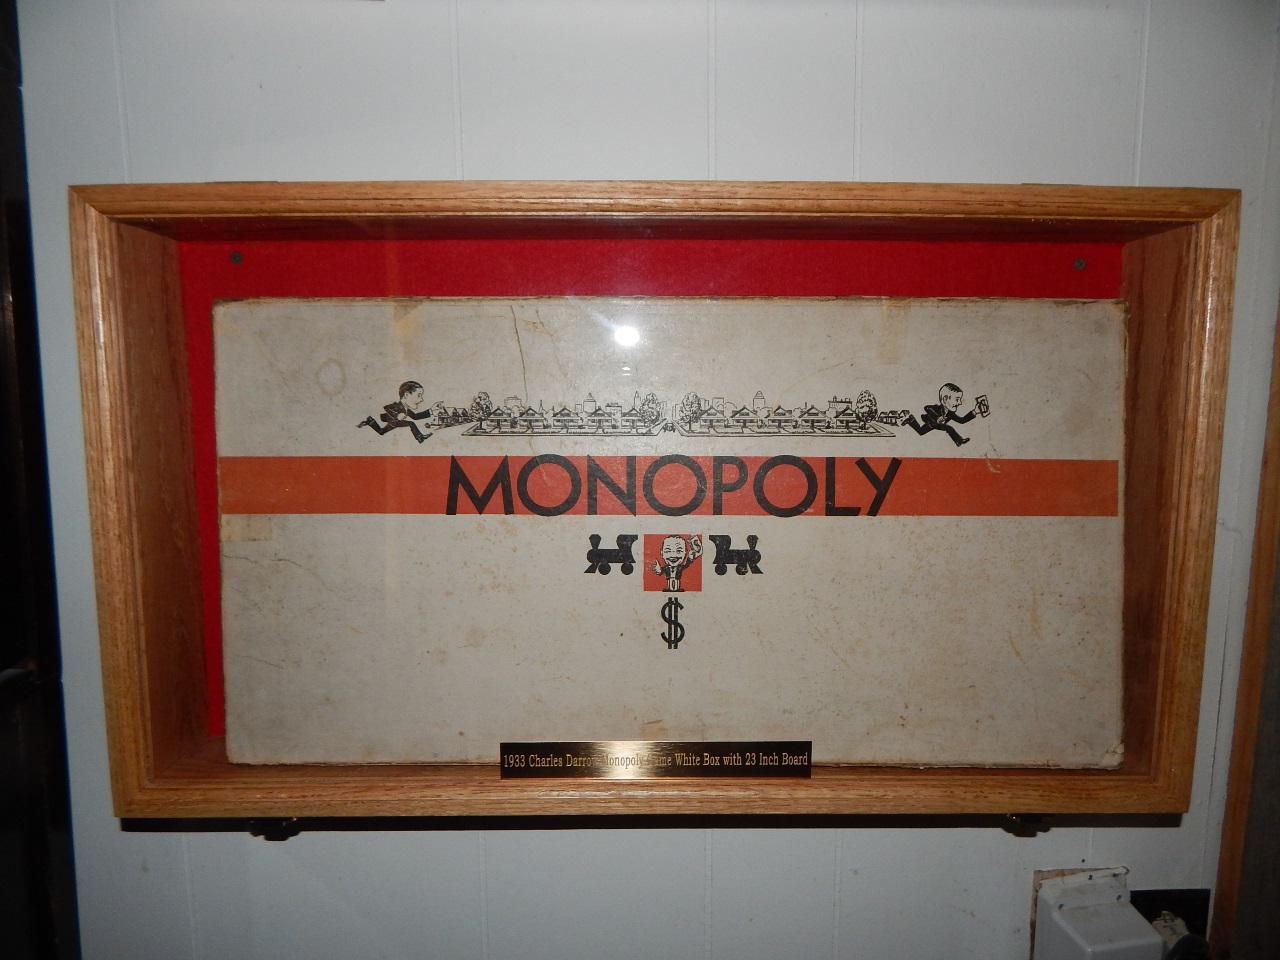 MONOPOLY
$
1933 Charles Darrow Monopoly Game White Box with 23 Inch Board